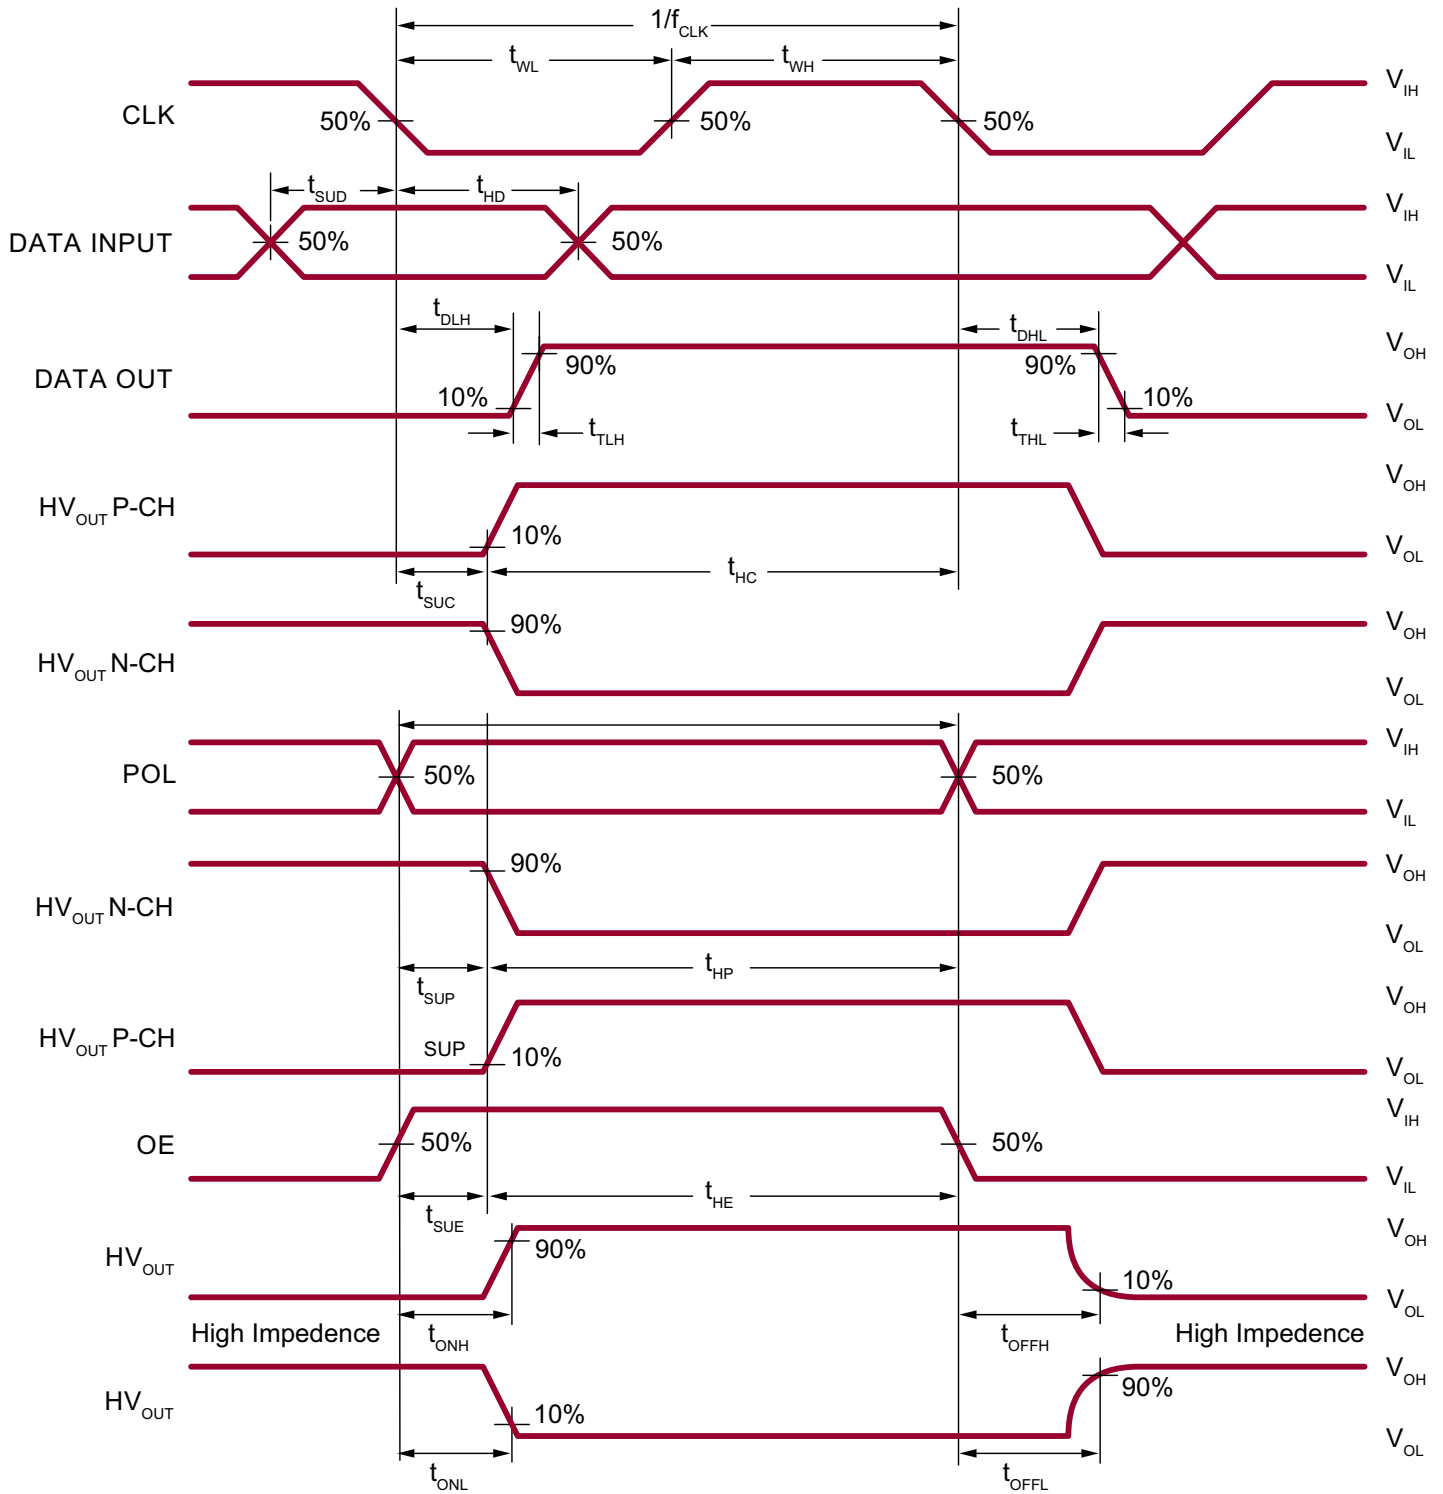 1/fCLK
tWL tWH
CLK 50% 50% 50% VIH
VIL
tSUD tHD VIH
DATA INPUT 50% 50%
VIL
tDLH tDHL
VOH
DATA OUT 90% 90%
10% 10%
VOL
tTLH tTHL
VOH
HVOUT P-CH 10%
VOL
tSUC tHC
90% VOH
HVOUT N-CH
VOL
VIH
POL 50% 50%
VIL
90% VOH
HVOUT N-CH
VOL
tSUP tHP
VOH
HVOUT P-CH SUP 10%
VOL
VIH
OE 50% 50%
VIL
tSUE tHE
VOH
HVOUT 90% 10%
VOL
High Impedence tONH tOFFH High Impedence
VOH
90%
HVOUT 10%
VOL
tONL tOFFL